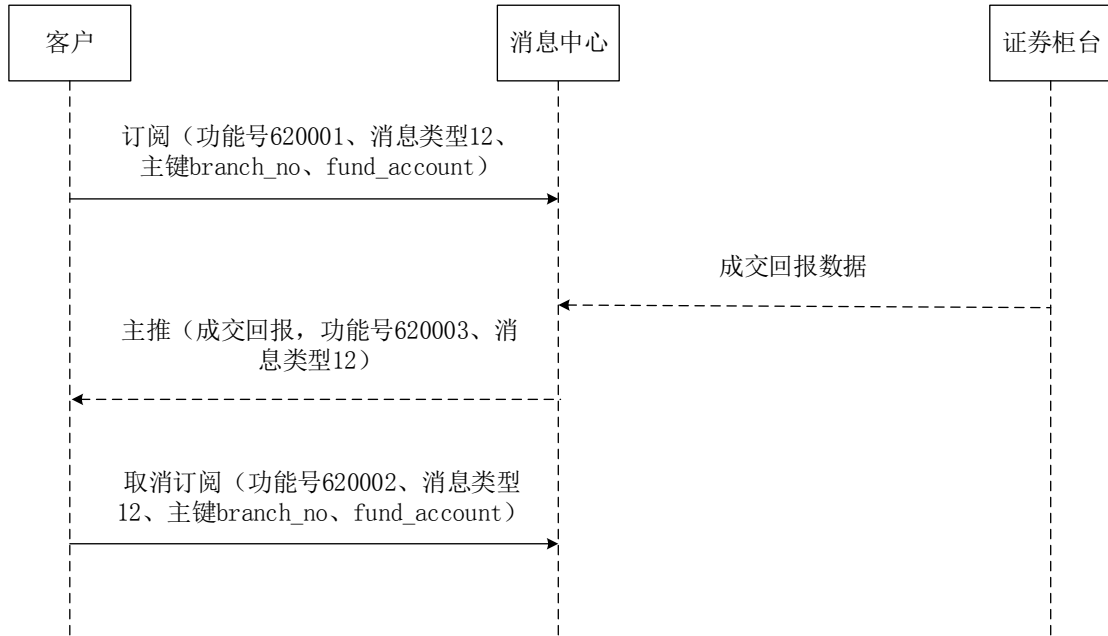 客户
消息中心
证券柜台
订阅（功能号620001、消息类型12、
主键branch_no、fund_account）
成交回报数据
主推（成交回报，功能号620003、消
息类型12）
取消订阅（功能号620002、消息类型
12、主键branch_no、fund_account）